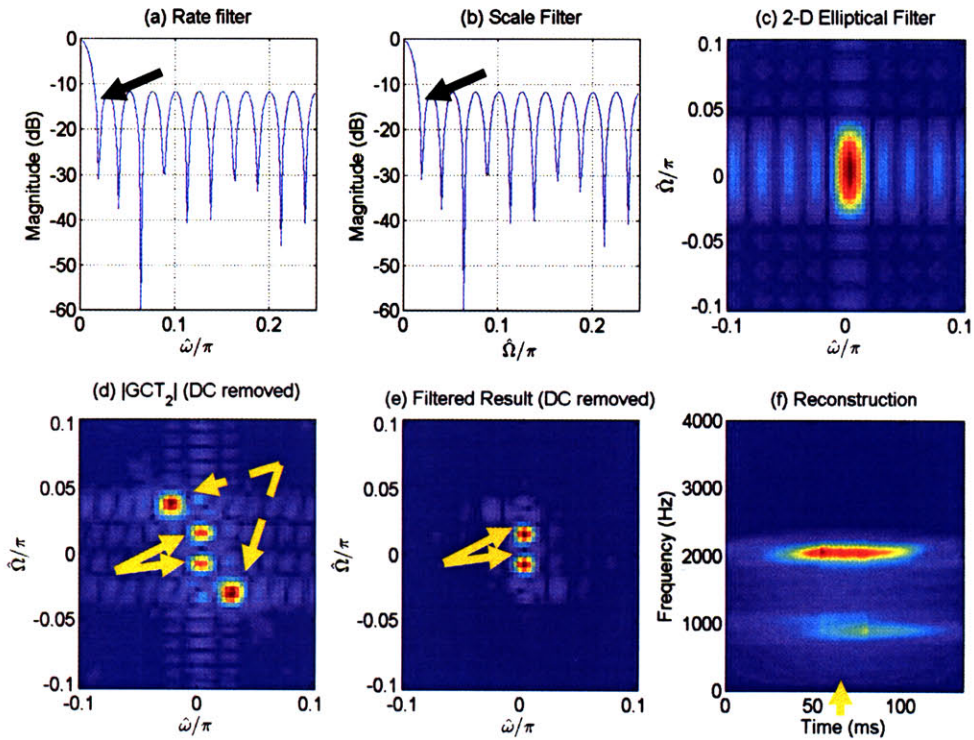 (a) Rate filter
0
-10
-20
-30
-40
-50
-60
Magnitude (dB)
0
0.1
0.2
ω̂/π
(b) Scale Filter
0
-10
-20
-30
-40
-50
-60
Magnitude (dB)
0
0.1
0.2
Ω̂/π
(c) 2-D Elliptical Filter
0.1
0.05
0
-0.05
-0.1
Ω̂/π
-0.1
0
0.1
ω̂/π
(d) |GCT₂| (DC removed)
0.1
0.05
0
-0.05
-0.1
Ω̂/π
-0.1
0
0.1
ω̂/π
(e) Filtered Result (DC removed)
0.1
0.05
0
-0.05
-0.1
Ω̂/π
-0.1
0
0.1
ω̂/π
(f) Reconstruction
4000
3000
2000
1000
0
Frequency (Hz)
0
50
100
Time (ms)